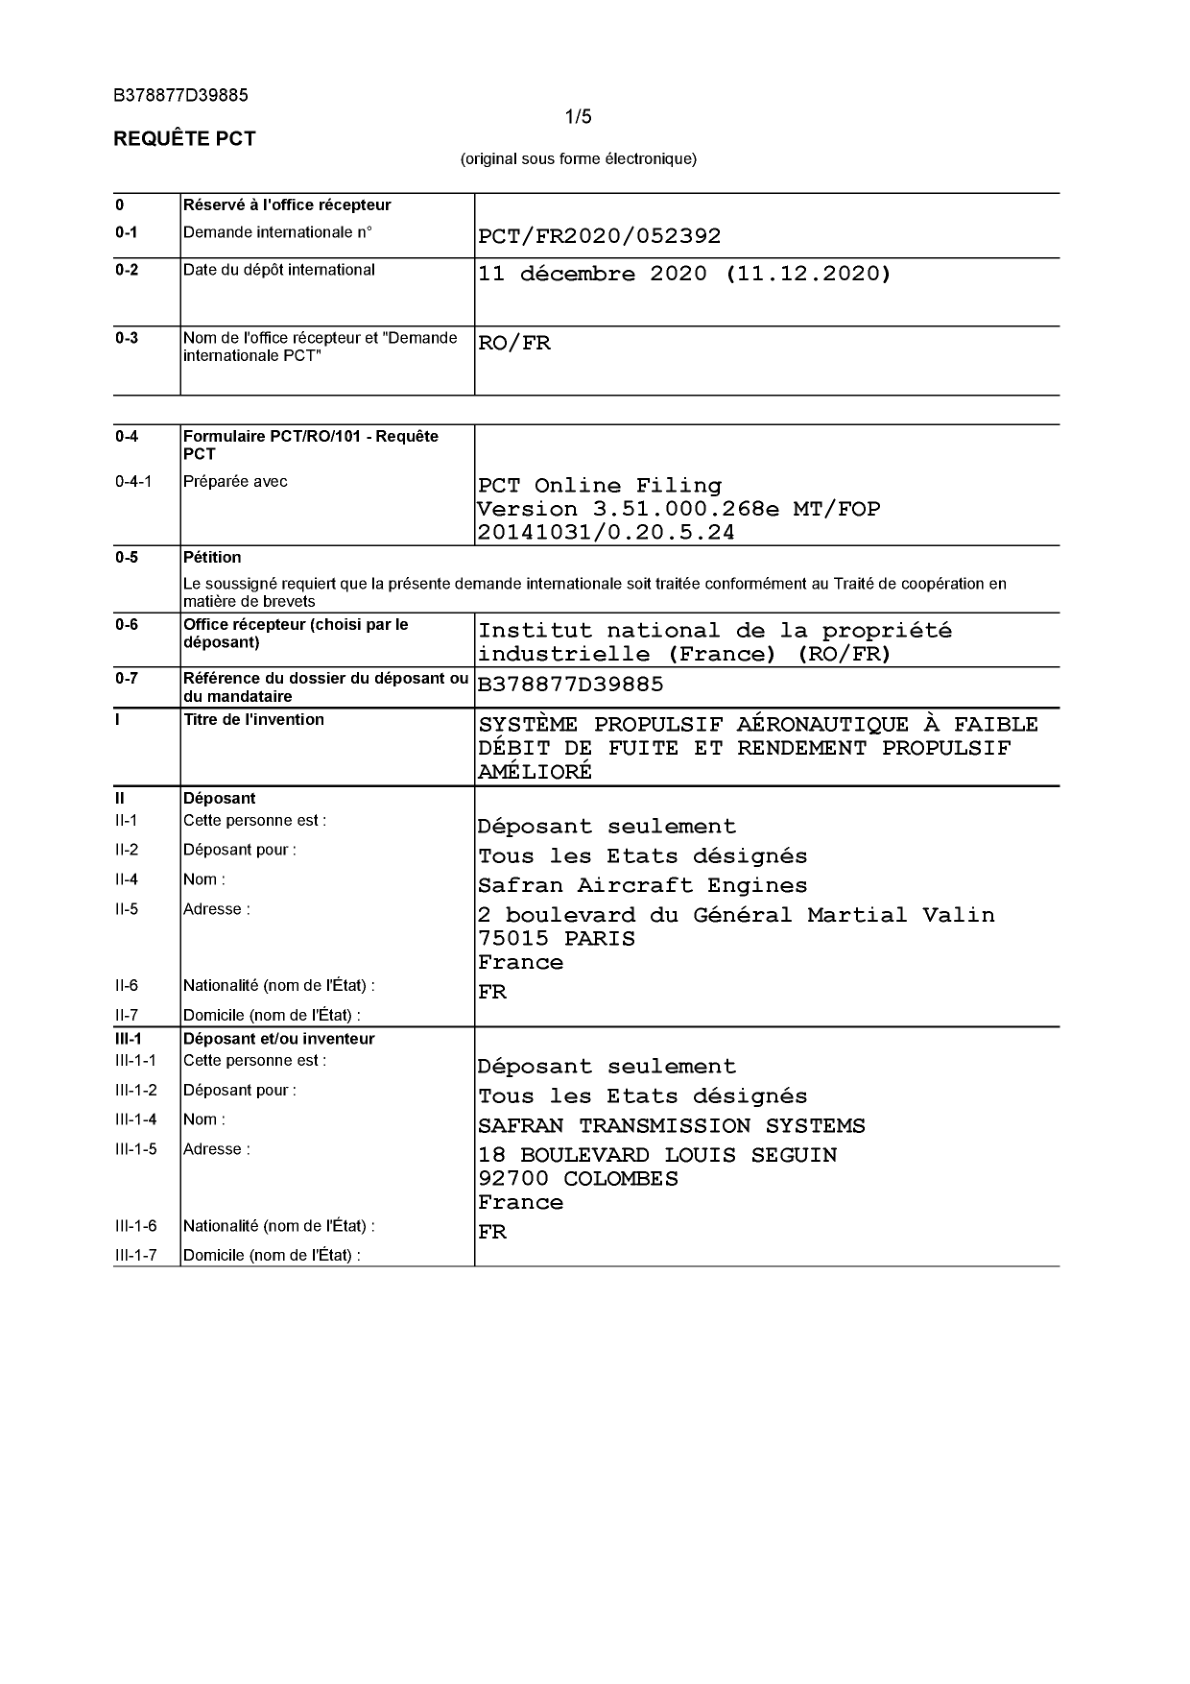 B378877D39885
1/5
REQUÊTE PCT
(original sous forme électronique)
0 Réservé à l'office récepteur
0-1 Demande internationale n° PCT/FR2020/052392
0-2 Date du dépôt international 11 décembre 2020 (11.12.2020)
0-3 Nom de l'office récepteur et "Demande internationale PCT" RO/FR
0-4 Formulaire PCT/RO/101 - Requête PCT
0-4-1 Préparée avec PCT Online Filing
Version 3.51.000.268e MT/FOP
20141031/0.20.5.24
0-5 Pétition
Le soussigné requiert que la présente demande internationale soit traitée conformément au Traité de coopération en
matière de brevets
0-6 Office récepteur (choisi par le déposant) Institut national de la propriété
industrielle (France) (RO/FR)
0-7 Référence du dossier du déposant ou du mandataire B378877D39885
I Titre de l'invention SYSTÈME PROPULSIF AÉRONAUTIQUE À FAIBLE
DÉBIT DE FUITE ET RENDEMENT PROPULSIF
AMÉLIORÉ
II Déposant
II-1 Cette personne est : Déposant seulement
II-2 Déposant pour : Tous les Etats désignés
II-4 Nom : Safran Aircraft Engines
II-5 Adresse : 2 boulevard du Général Martial Valin
75015 PARIS
France
II-6 Nationalité (nom de l'État) : FR
II-7 Domicile (nom de l'État) :
III-1 Déposant et/ou inventeur
III-1-1 Cette personne est : Déposant seulement
III-1-2 Déposant pour : Tous les Etats désignés
III-1-4 Nom : SAFRAN TRANSMISSION SYSTEMS
III-1-5 Adresse : 18 BOULEVARD LOUIS SEGUIN
92700 COLOMBES
France
III-1-6 Nationalité (nom de l'État) : FR
III-1-7 Domicile (nom de l'État) :